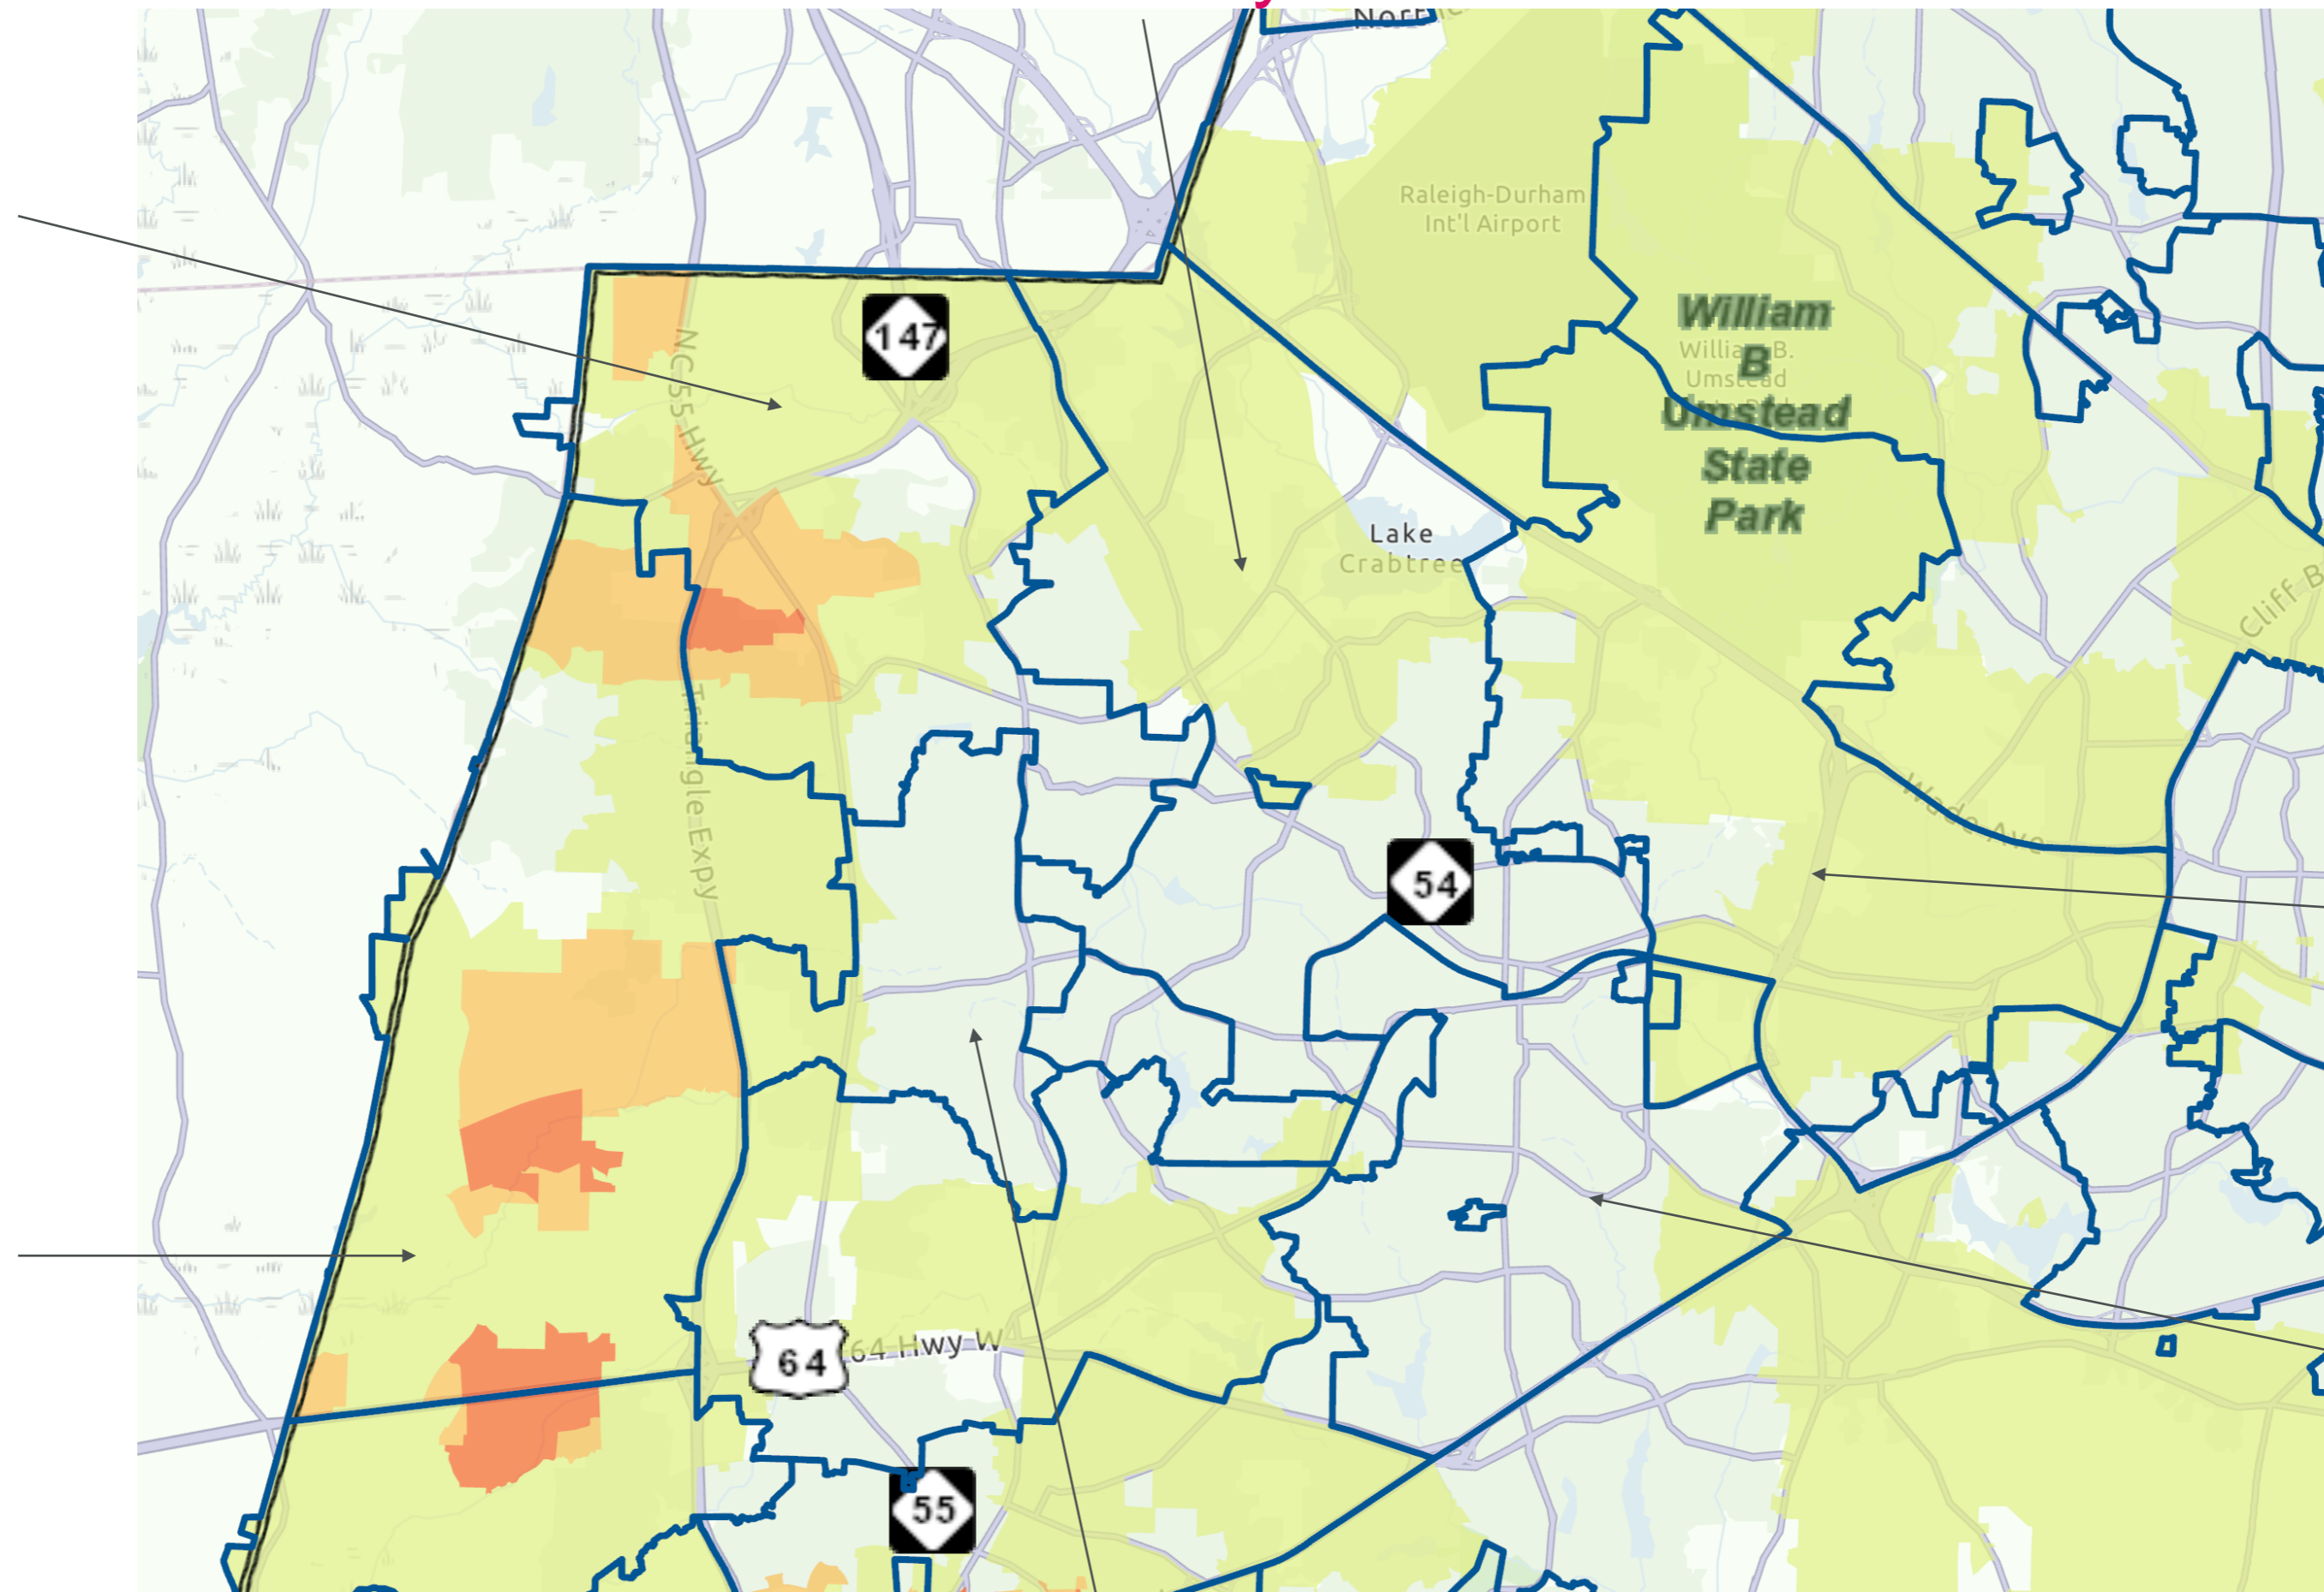 Raleigh-Durham
Int'l Airport
147
William
B
Umstead
State
Park
William B.
Umstead
NC 55 Hwy
Lake
Crabtree
Cliff B
Triangle Expy
Wade Ave
54
64
64 Hwy W
55